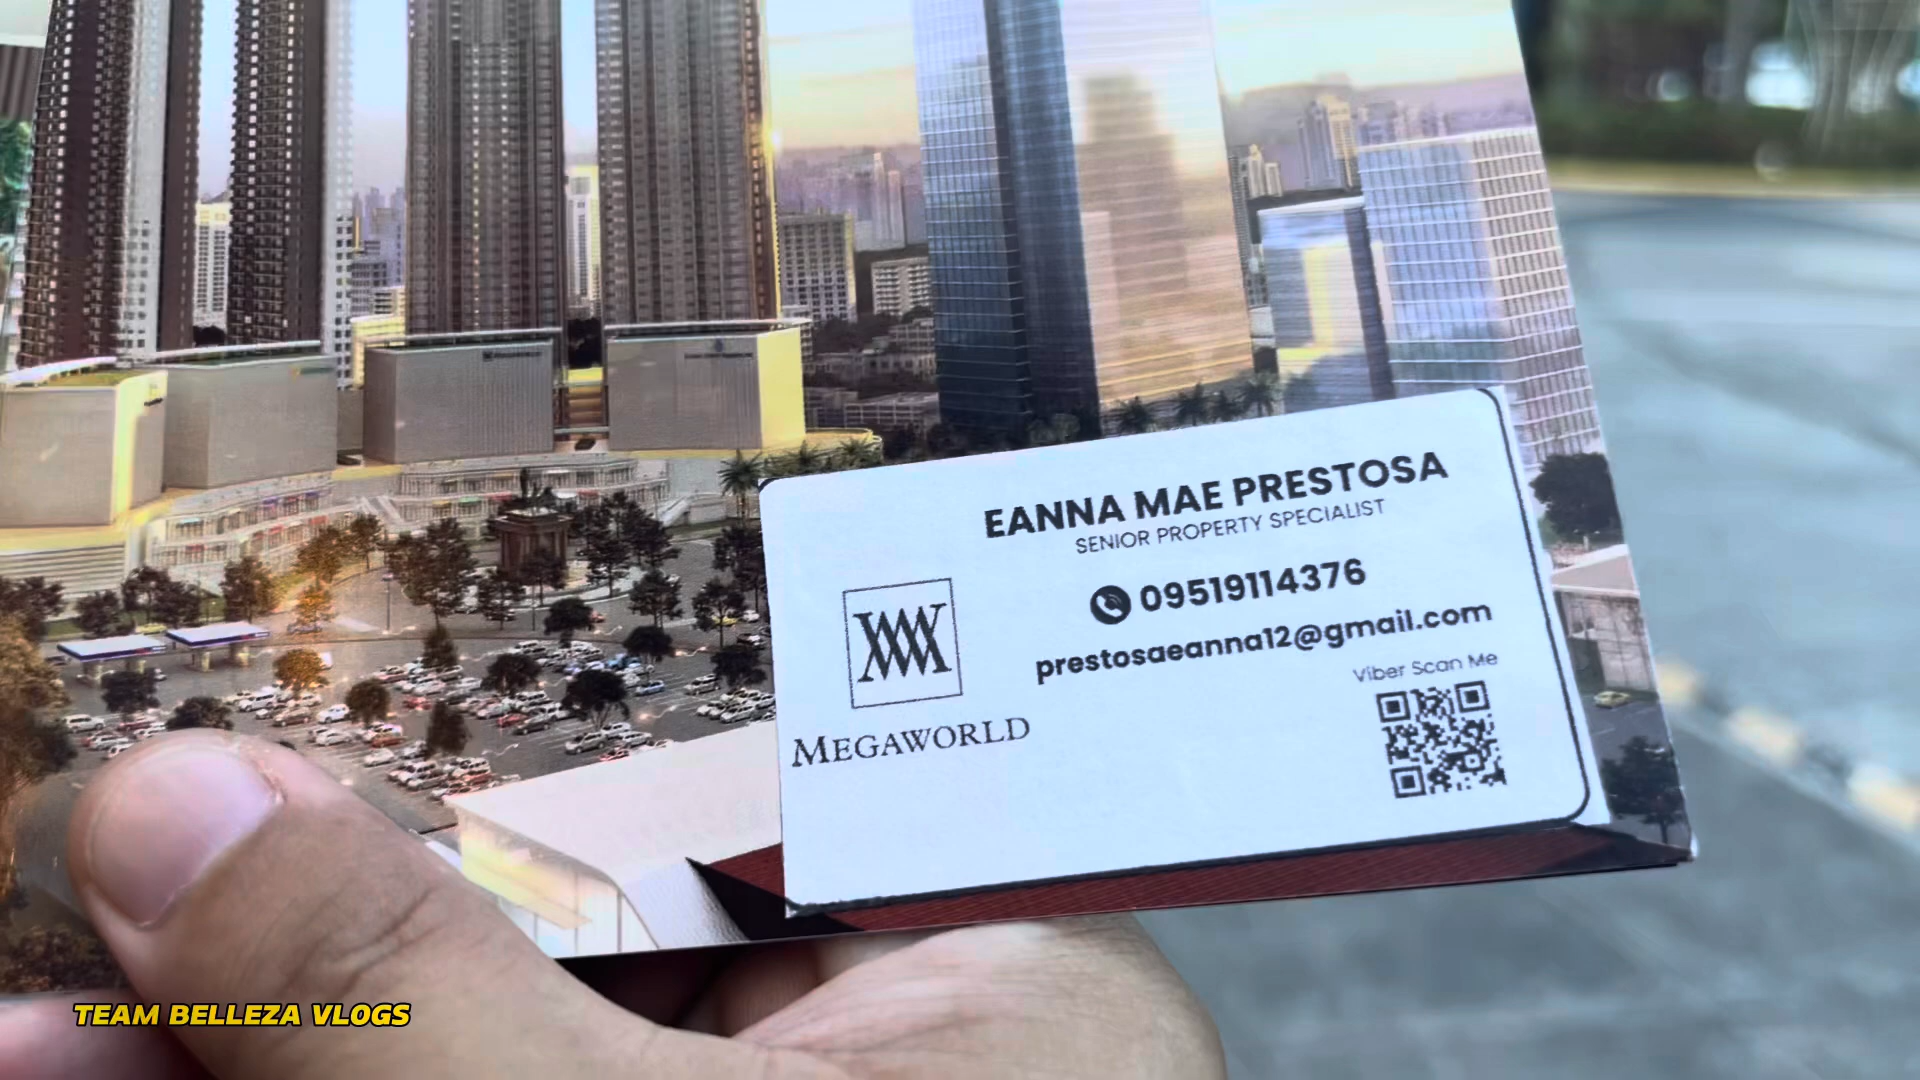 EANNA MAE PRESTOSA
SENIOR PROPERTY SPECIALIST
09519114376
prestosaeanna12@gmail.com
Viber Scan Me
MEGAWORLD
TEAM BELLEZA VLOGS